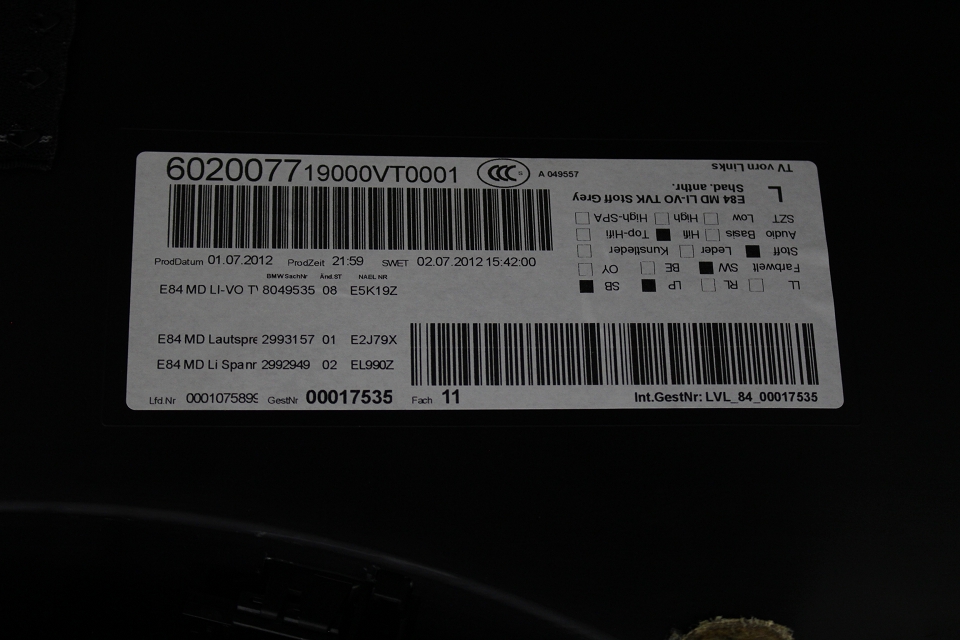 602007719000VT0001 CCC S A 049557
ProdDatum 01.07.2012 ProdZeit 21:59 SWET 02.07.2012 15:42:00
BMWSachNr Änd.ST NAEL NR
E84 MD LI-VO T 8049535 08 E5K19Z
E84 MD Lautspre 2993157 01 E2J79X
E84 MD Li Spanr 2992949 02 EL990Z
Lfd.Nr 0001075899 GestNr 00017535 Fach 11
Int.GestNr: LVL_84_00017535
TV vorn Links
L
Shad. anthr.
E84 MD LI-VO TVK Stoff Grey
SZT Low High High-SPA
Audio Basis Hifi Top-Hifi
Stoff Leder Kunstleder
Farbwelt SW BE OY
LL RL LP SB